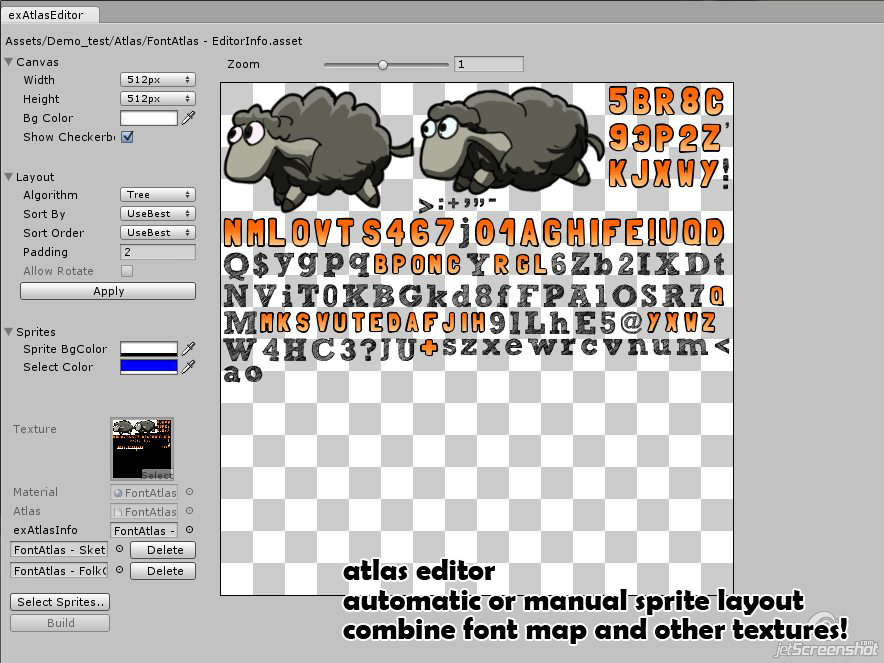 exAtlasEditor
Assets/Demo_test/Atlas/FontAtlas - EditorInfo.asset
Canvas
Width 512px
Height 512px
Bg Color
Show Checkerb
Layout
Algorithm Tree
Sort By UseBest
Sort Order UseBest
Padding 2
Allow Rotate
Apply
Sprites
Sprite BgColor
Select Color
Texture
Select
Material FontAtlas
Atlas FontAtlas
exAtlasInfo FontAtlas -
FontAtlas - Sket Delete
FontAtlas - Folk Delete
Select Sprites..
Build
Zoom 1
5BR8C
93P2Z'
KJXWY
>:+,"-
NMLOVTS467j01AGHIFE!UQD
Q$ygpqBPONCYRGL6Zb2IXDt
NViT0KBGkd8fFPAlOSR7Q
MMKSVUTEDAFJIH9ILhE5@YXWZ
W4HC3?JU+szxewrcvnum<
ao
atlas editor
automatic or manual sprite layout
combine font map and other textures!
jetScreenshot.com